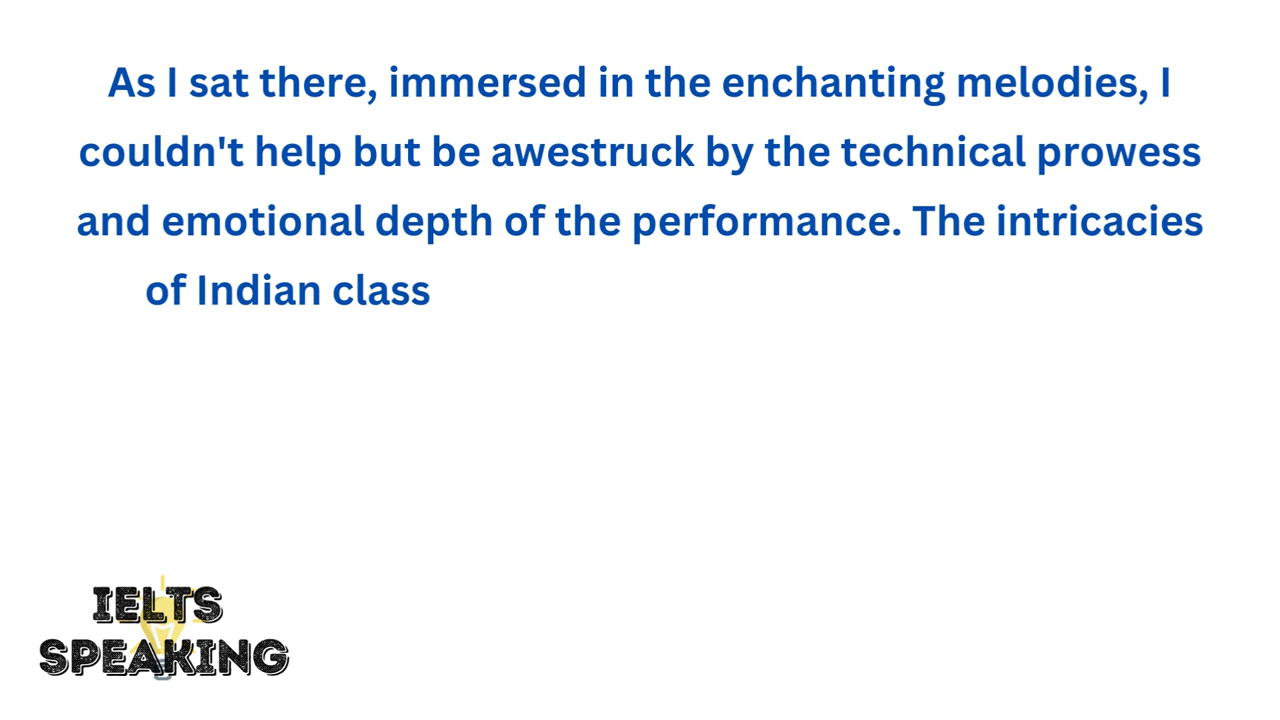 As I sat there, immersed in the enchanting melodies, I
couldn't help but be awestruck by the technical prowess
and emotional depth of the performance. The intricacies
of Indian class
IELTS
SPEAKING